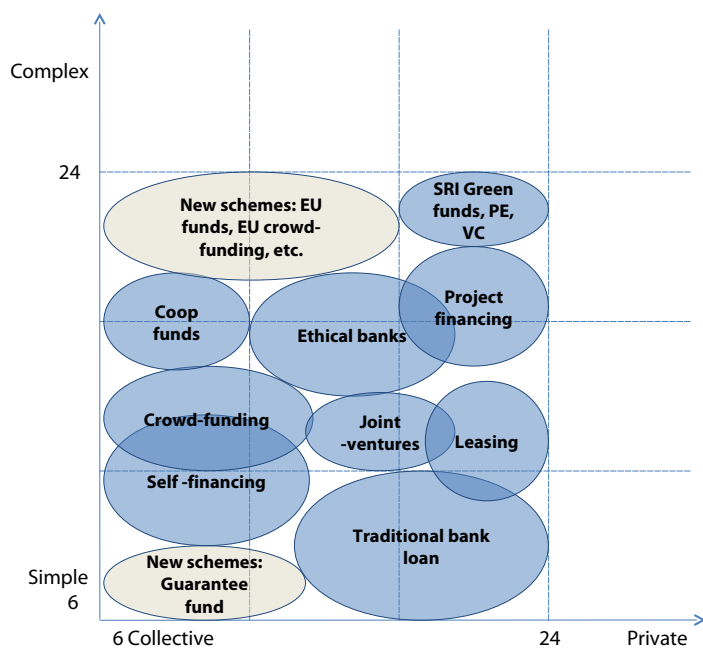 Complex
24
SRI Green
funds, PE,
VC
New schemes: EU
funds, EU crowd-
funding, etc.
Project
financing
Coop
funds
Ethical banks
Crowd-funding
Joint
-ventures
Leasing
Self -financing
Traditional bank
loan
New schemes:
Guarantee
fund
Simple
6
6 Collective
24
Private